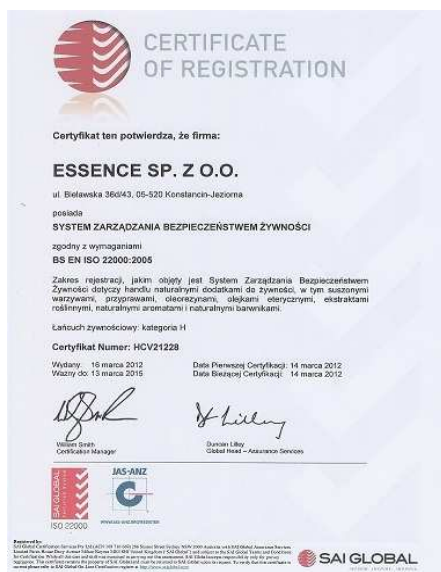 CERTIFICATE
OF REGISTRATION
Certyfikat ten potwierdza, że firma:
ESSENCE SP. Z O.O.
ul. Bielawska 36d/43, 05-520 Konstancin-Jeziorna
posiada
SYSTEM ZARZĄDZANIA BEZPIECZEŃSTWEM ŻYWNOŚCI
zgodny z wymaganiami
BS EN ISO 22000:2005
Zakres rejestracji, jakim objęty jest System Zarządzania Bezpieczeństwem
Żywności dotyczy handlu naturalnymi dodatkami do żywności, w tym suszonymi
warzywami, przyprawami, oleorezynami, olejkami eterycznymi, ekstraktami
roślinnymi, naturalnymi aromatami i naturalnymi barwnikami.
Łańcuch żywnościowy: kategoria H
Certyfikat Numer: HCV21228
Wydany: 16 marca 2012 Data Pierwszej Certyfikacji: 14 marca 2012
Ważny do: 13 marca 2015 Data Bieżącej Certyfikacji: 14 marca 2012
William Smith Duncan Lilley
Certification Manager Global Head – Assurance Services
SAI GLOBAL
JAS-ANZ
ISO 22000
Registered by:
SAI GLOBAL